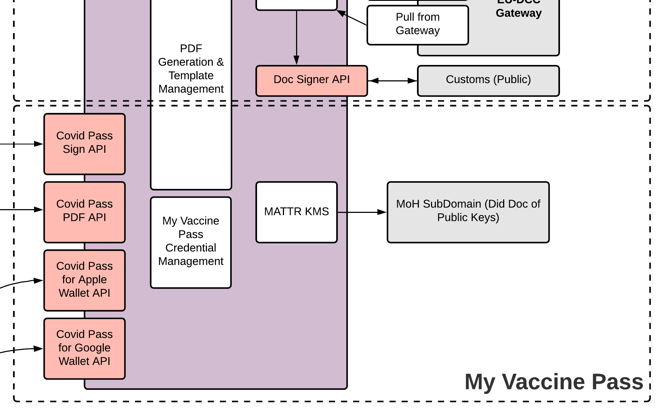 EU-DCC
Gateway
Pull from
Gateway
PDF
Generation &
Template
Management
Doc Signer API
Customs (Public)
Covid Pass
Sign API
Covid Pass
PDF API
My Vaccine
Pass
Credential
Management
MATTR KMS
MoH SubDomain (Did Doc of
Public Keys)
Covid Pass
for Apple
Wallet API
Covid Pass
for Google
Wallet API
My Vaccine Pass